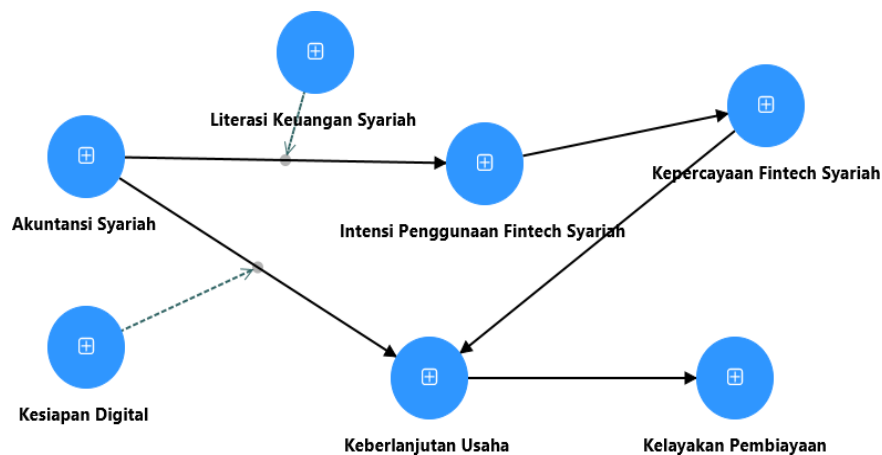 Literasi Keuangan Syariah
Kepercayaan Fintech Syariah
Akuntansi Syariah
Intensi Penggunaan Fintech Syariah
Kesiapan Digital
Keberlanjutan Usaha
Kelayakan Pembiayaan